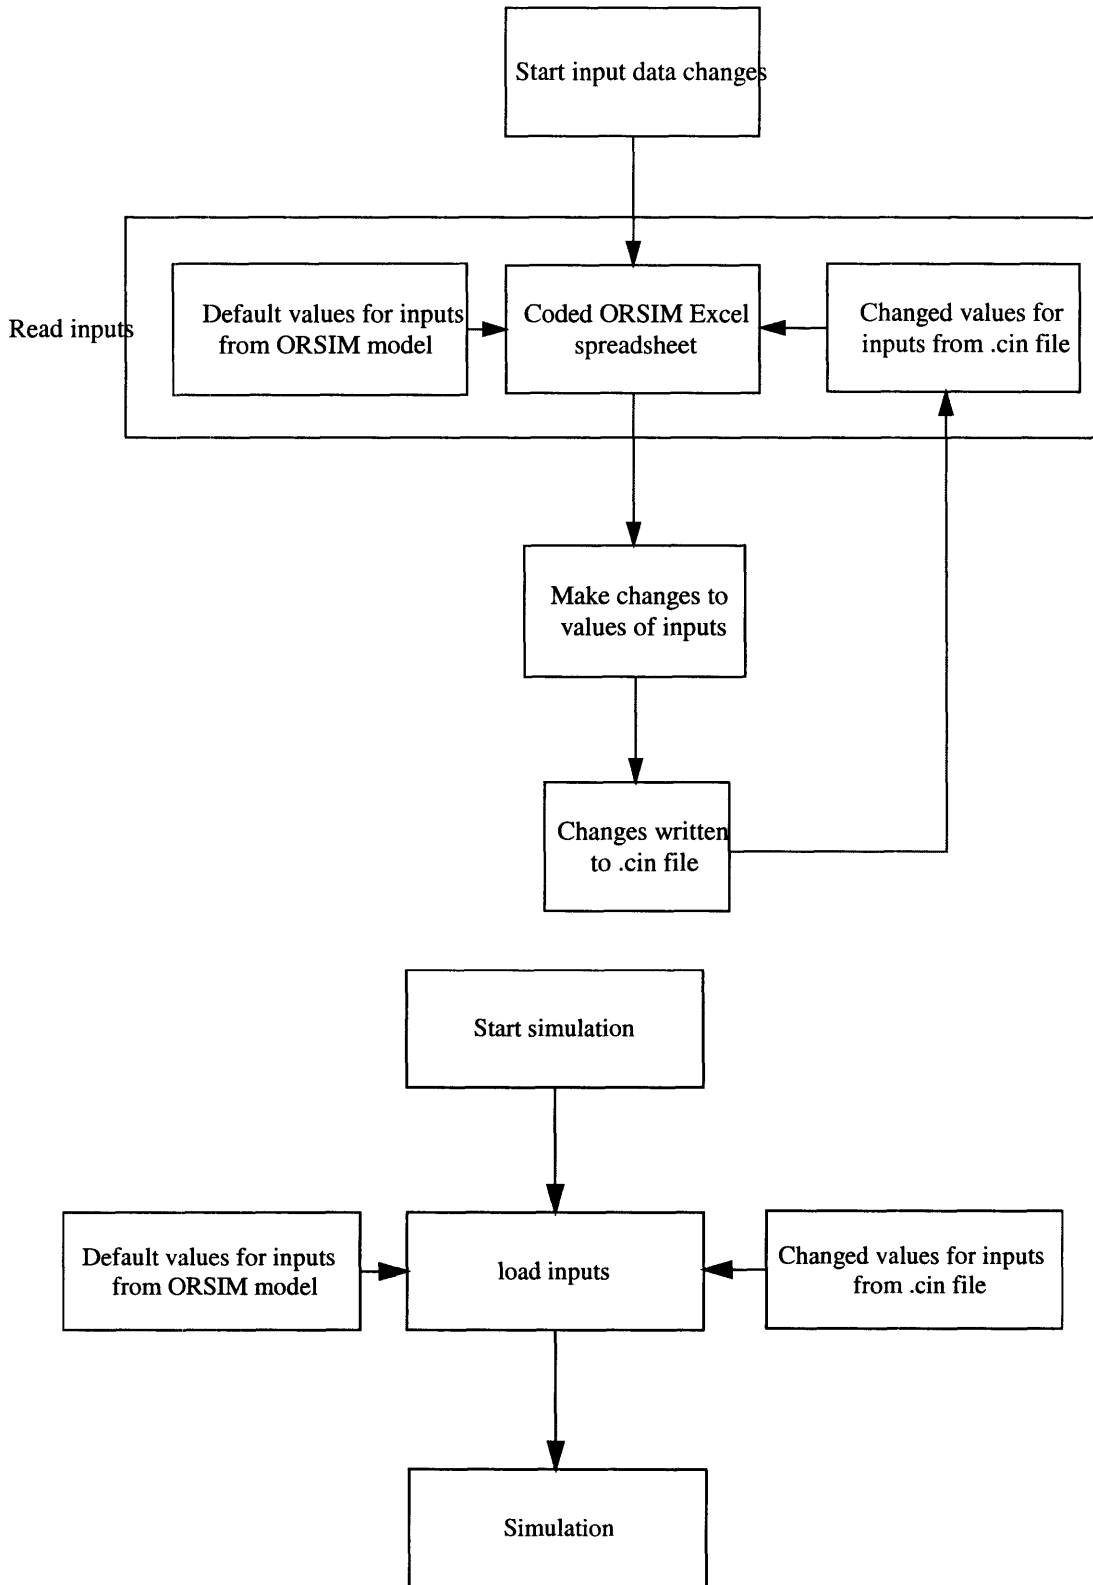 Start input data changes
Read inputs
Default values for inputs
from ORSIM model
Coded ORSIM Excel
spreadsheet
Changed values for
inputs from .cin file
Make changes to
values of inputs
Changes written
to .cin file
Start simulation
Default values for inputs
from ORSIM model
load inputs
Changed values for inputs
from .cin file
Simulation